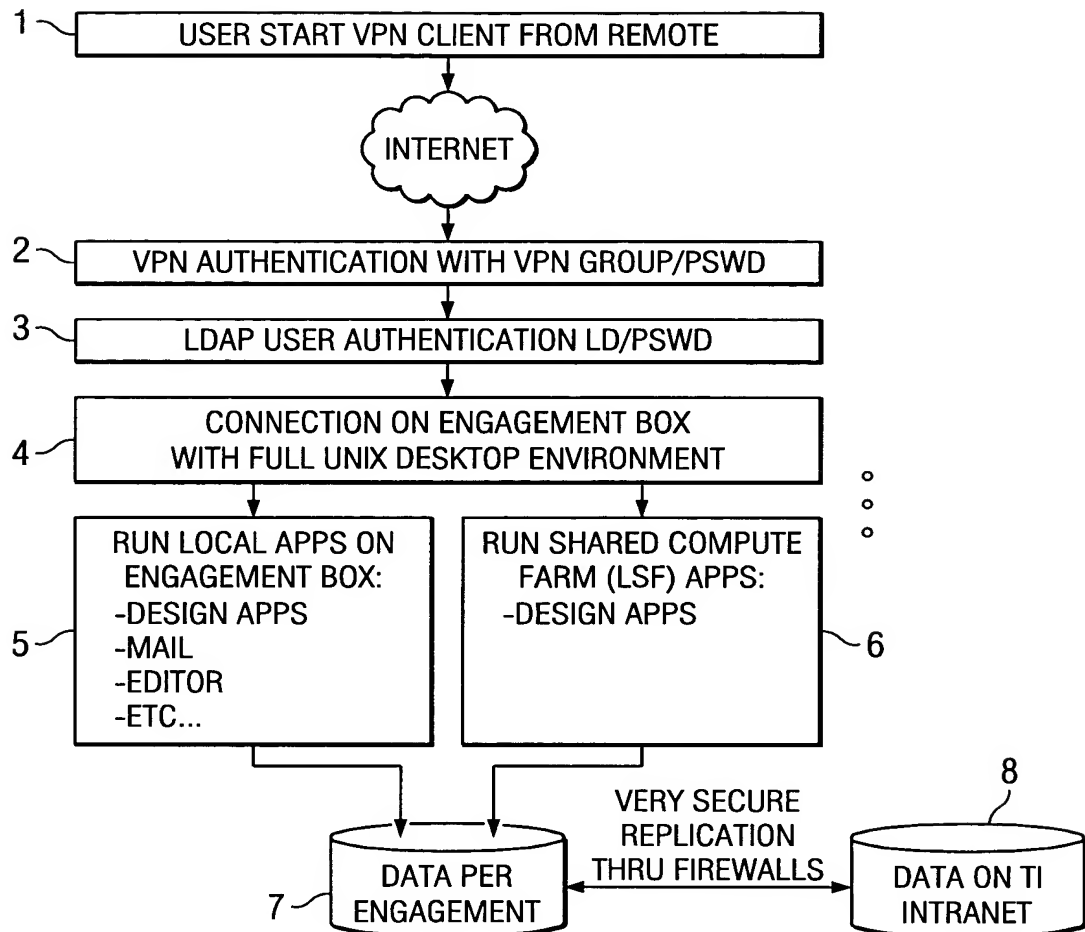 1
USER START VPN CLIENT FROM REMOTE
INTERNET
2
VPN AUTHENTICATION WITH VPN GROUP/PSWD
3
LDAP USER AUTHENTICATION LD/PSWD
4
CONNECTION ON ENGAGEMENT BOX
WITH FULL UNIX DESKTOP ENVIRONMENT
5
RUN LOCAL APPS ON
ENGAGEMENT BOX:
-DESIGN APPS
-MAIL
-EDITOR
-ETC...
RUN SHARED COMPUTE
FARM (LSF) APPS:
-DESIGN APPS
6
7
DATA PER
ENGAGEMENT
VERY SECURE
REPLICATION
THRU FIREWALLS
8
DATA ON TI
INTRANET